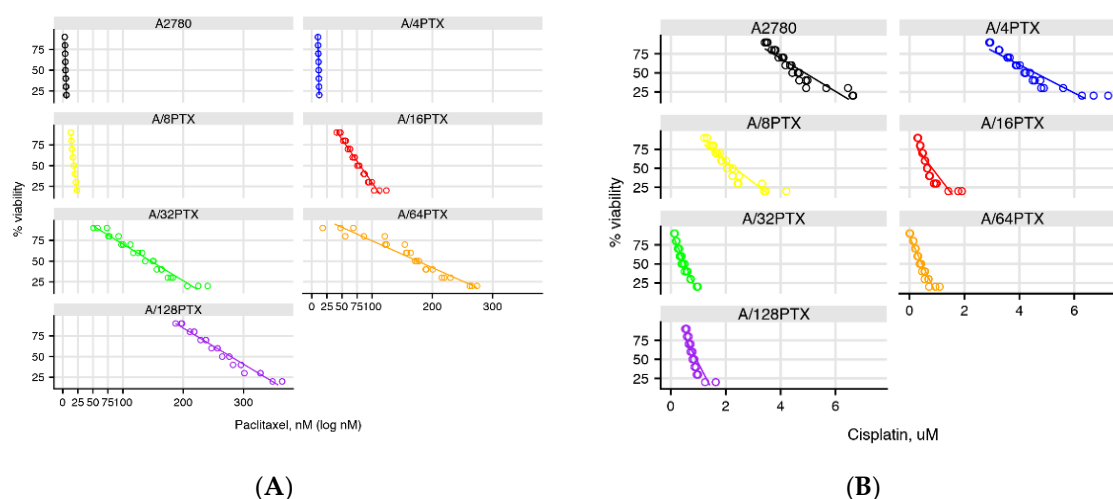 A2780 A/4PTX
75
50
25
A/8PTX A/16PTX
75
50
25
% viability
A/32PTX A/64PTX
75
50
25
0 25 50 75 100 200 300
A/128PTX
75
50
25
0 25 50 75 100 200 300
Paclitaxel, nM (log nM)
(A)
A2780 A/4PTX
75
50
25
A/8PTX A/16PTX
75
50
25
% viability
A/32PTX A/64PTX
75
50
25
0 2 4 6
A/128PTX
75
50
25
0 2 4 6
Cisplatin, uM
(B)